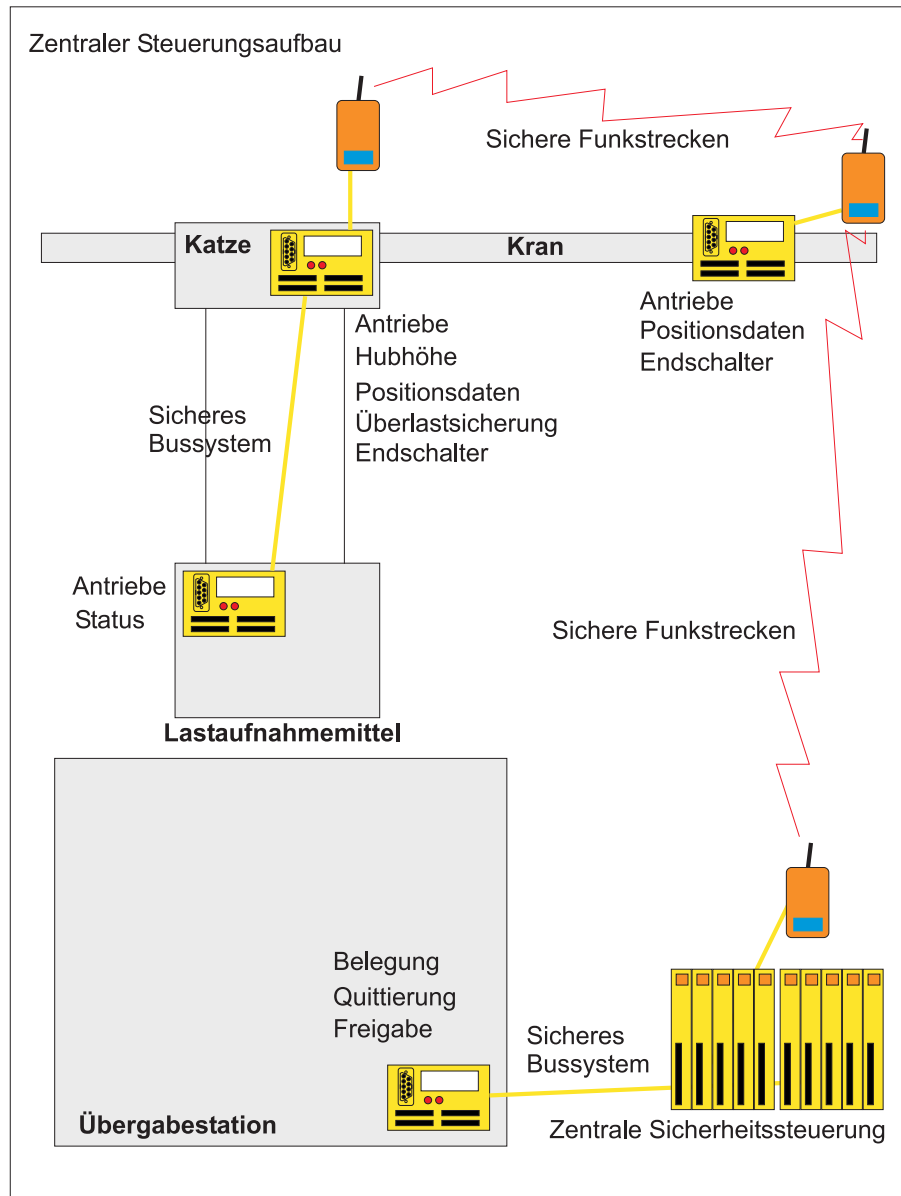 Zentraler Steuerungsaufbau
Sichere Funkstrecken
Katze
Kran
Antriebe
Hubhöhe
Positionsdaten
Überlastsicherung
Endschalter
Antriebe
Positionsdaten
Endschalter
Sicheres
Bussystem
Antriebe
Status
Sichere Funkstrecken
Lastaufnahmemittel
Belegung
Quittierung
Freigabe
Sicheres
Bussystem
Übergabestation
Zentrale Sicherheitssteuerung